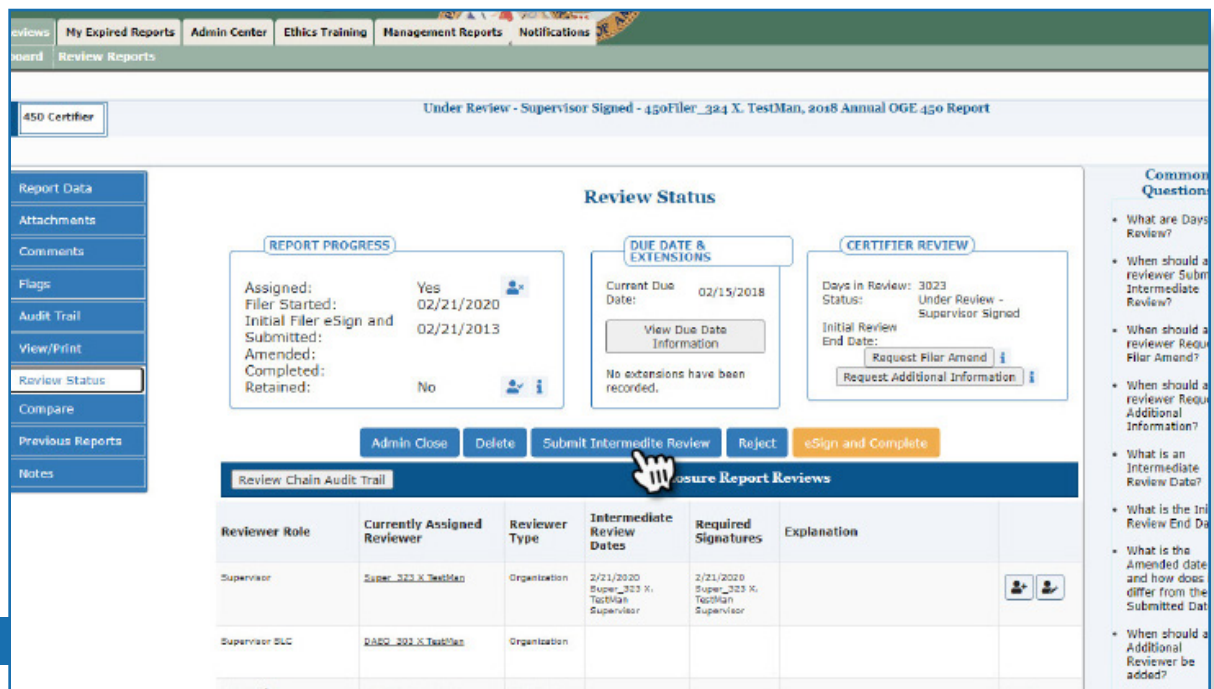 My Expired Reports Admin Center Ethics Training Management Reports Notifications
Review Reports
450 Certifier
Under Review - Supervisor Signed - 450Filer_324 X. TestMan, 2018 Annual OGE 450 Report
Report Data
Attachments
Comments
Flags
Audit Trail
View/Print
Review Status
Compare
Previous Reports
Notes
Review Status
REPORT PROGRESS
Assigned: Yes
Filer Started: 02/21/2020
Initial Filer eSign and
Submitted: 02/21/2013
Amended:
Completed:
Retained: No
DUE DATE &
EXTENSIONS
Current Due
Date: 02/15/2018
View Due Date
Information
No extensions have been
recorded.
CERTIFIER REVIEW
Days in Review: 3023
Status: Under Review -
Supervisor Signed
Initial Review
End Date:
Request Filer Amend i
Request Additional Information i
Admin Close Delete Submit Intermedite Review Reject eSign and Complete
Review Chain Audit Trail
Report Reviews
Reviewer Role
Currently Assigned
Reviewer
Reviewer
Type
Intermediate
Review
Dates
Required
Signatures
Explanation
Supervisor
Super_323 X TestMan
Organization
2/21/2020
Super_323 X.
TestMan
Supervisor
2/21/2020
Super_323 X.
TestMan
Supervisor
Supervisor SLC
DAEO_303 X TestMan
Organization
Common
Question
• What are Days
Review?
• When should a
reviewer Subm
Intermediate
Review?
• When should a
reviewer Requ
Filer Amend?
• When should a
reviewer Requ
Additional
Information?
• What is an
Intermediate
Review Date?
• What is the Ini
Review End Da
• What is the
Amended date
and how does
differ from the
Submitted Dat
• When should a
Additional
Reviewer be
added?